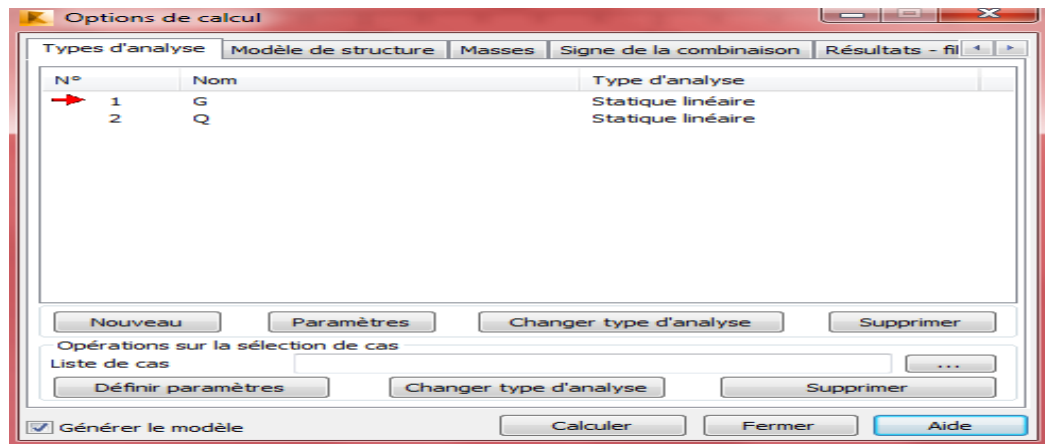 Options de calcul
Types d'analyse Modèle de structure Masses Signe de la combinaison Résultats - fil
N° Nom Type d'analyse
1 G Statique linéaire
2 Q Statique linéaire
Nouveau Paramètres Changer type d'analyse Supprimer
Opérations sur la sélection de cas
Liste de cas ...
Définir paramètres Changer type d'analyse Supprimer
Générer le modèle Calculer Fermer Aide